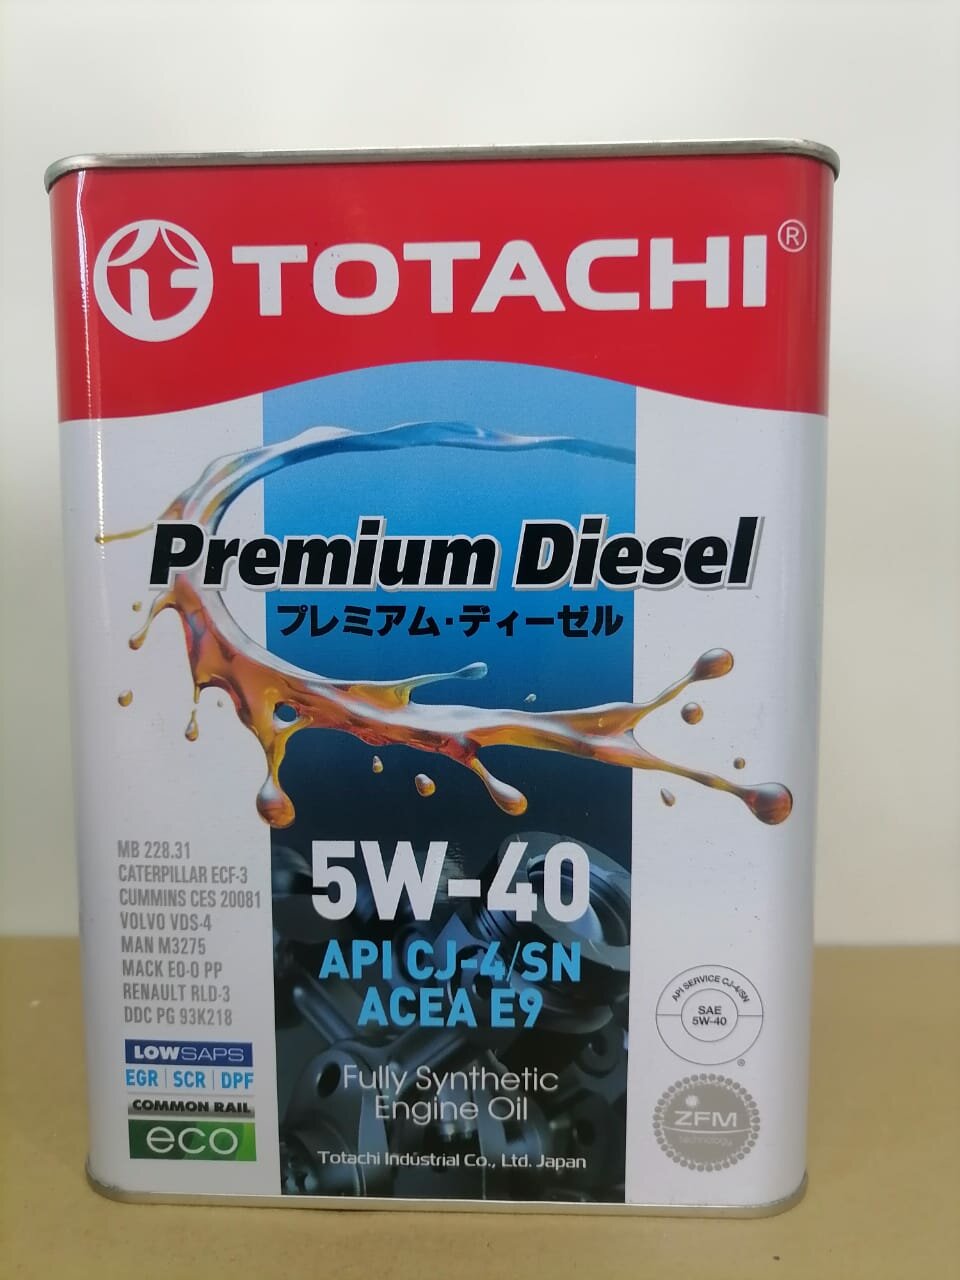 TOTACHI®
Premium Diesel
プレミアム・ディーゼル
MB 228.31
CATERPILLAR ECF-3
CUMMINS CES 20081
VOLVO VDS-4
MAN M3275
MACK EO-O PP
RENAULT RLD-3
DDC PG 93K218
LOWSAPS
EGR | SCR | DPF
COMMON RAIL
eco
5W-40
API CJ-4/SN
ACEA E9
Fully Synthetic
Engine Oil
Totachi Industrial Co., Ltd. Japan
API SERVICE CJ-4/SN
SAE
5W-40
®
ZFM
technology